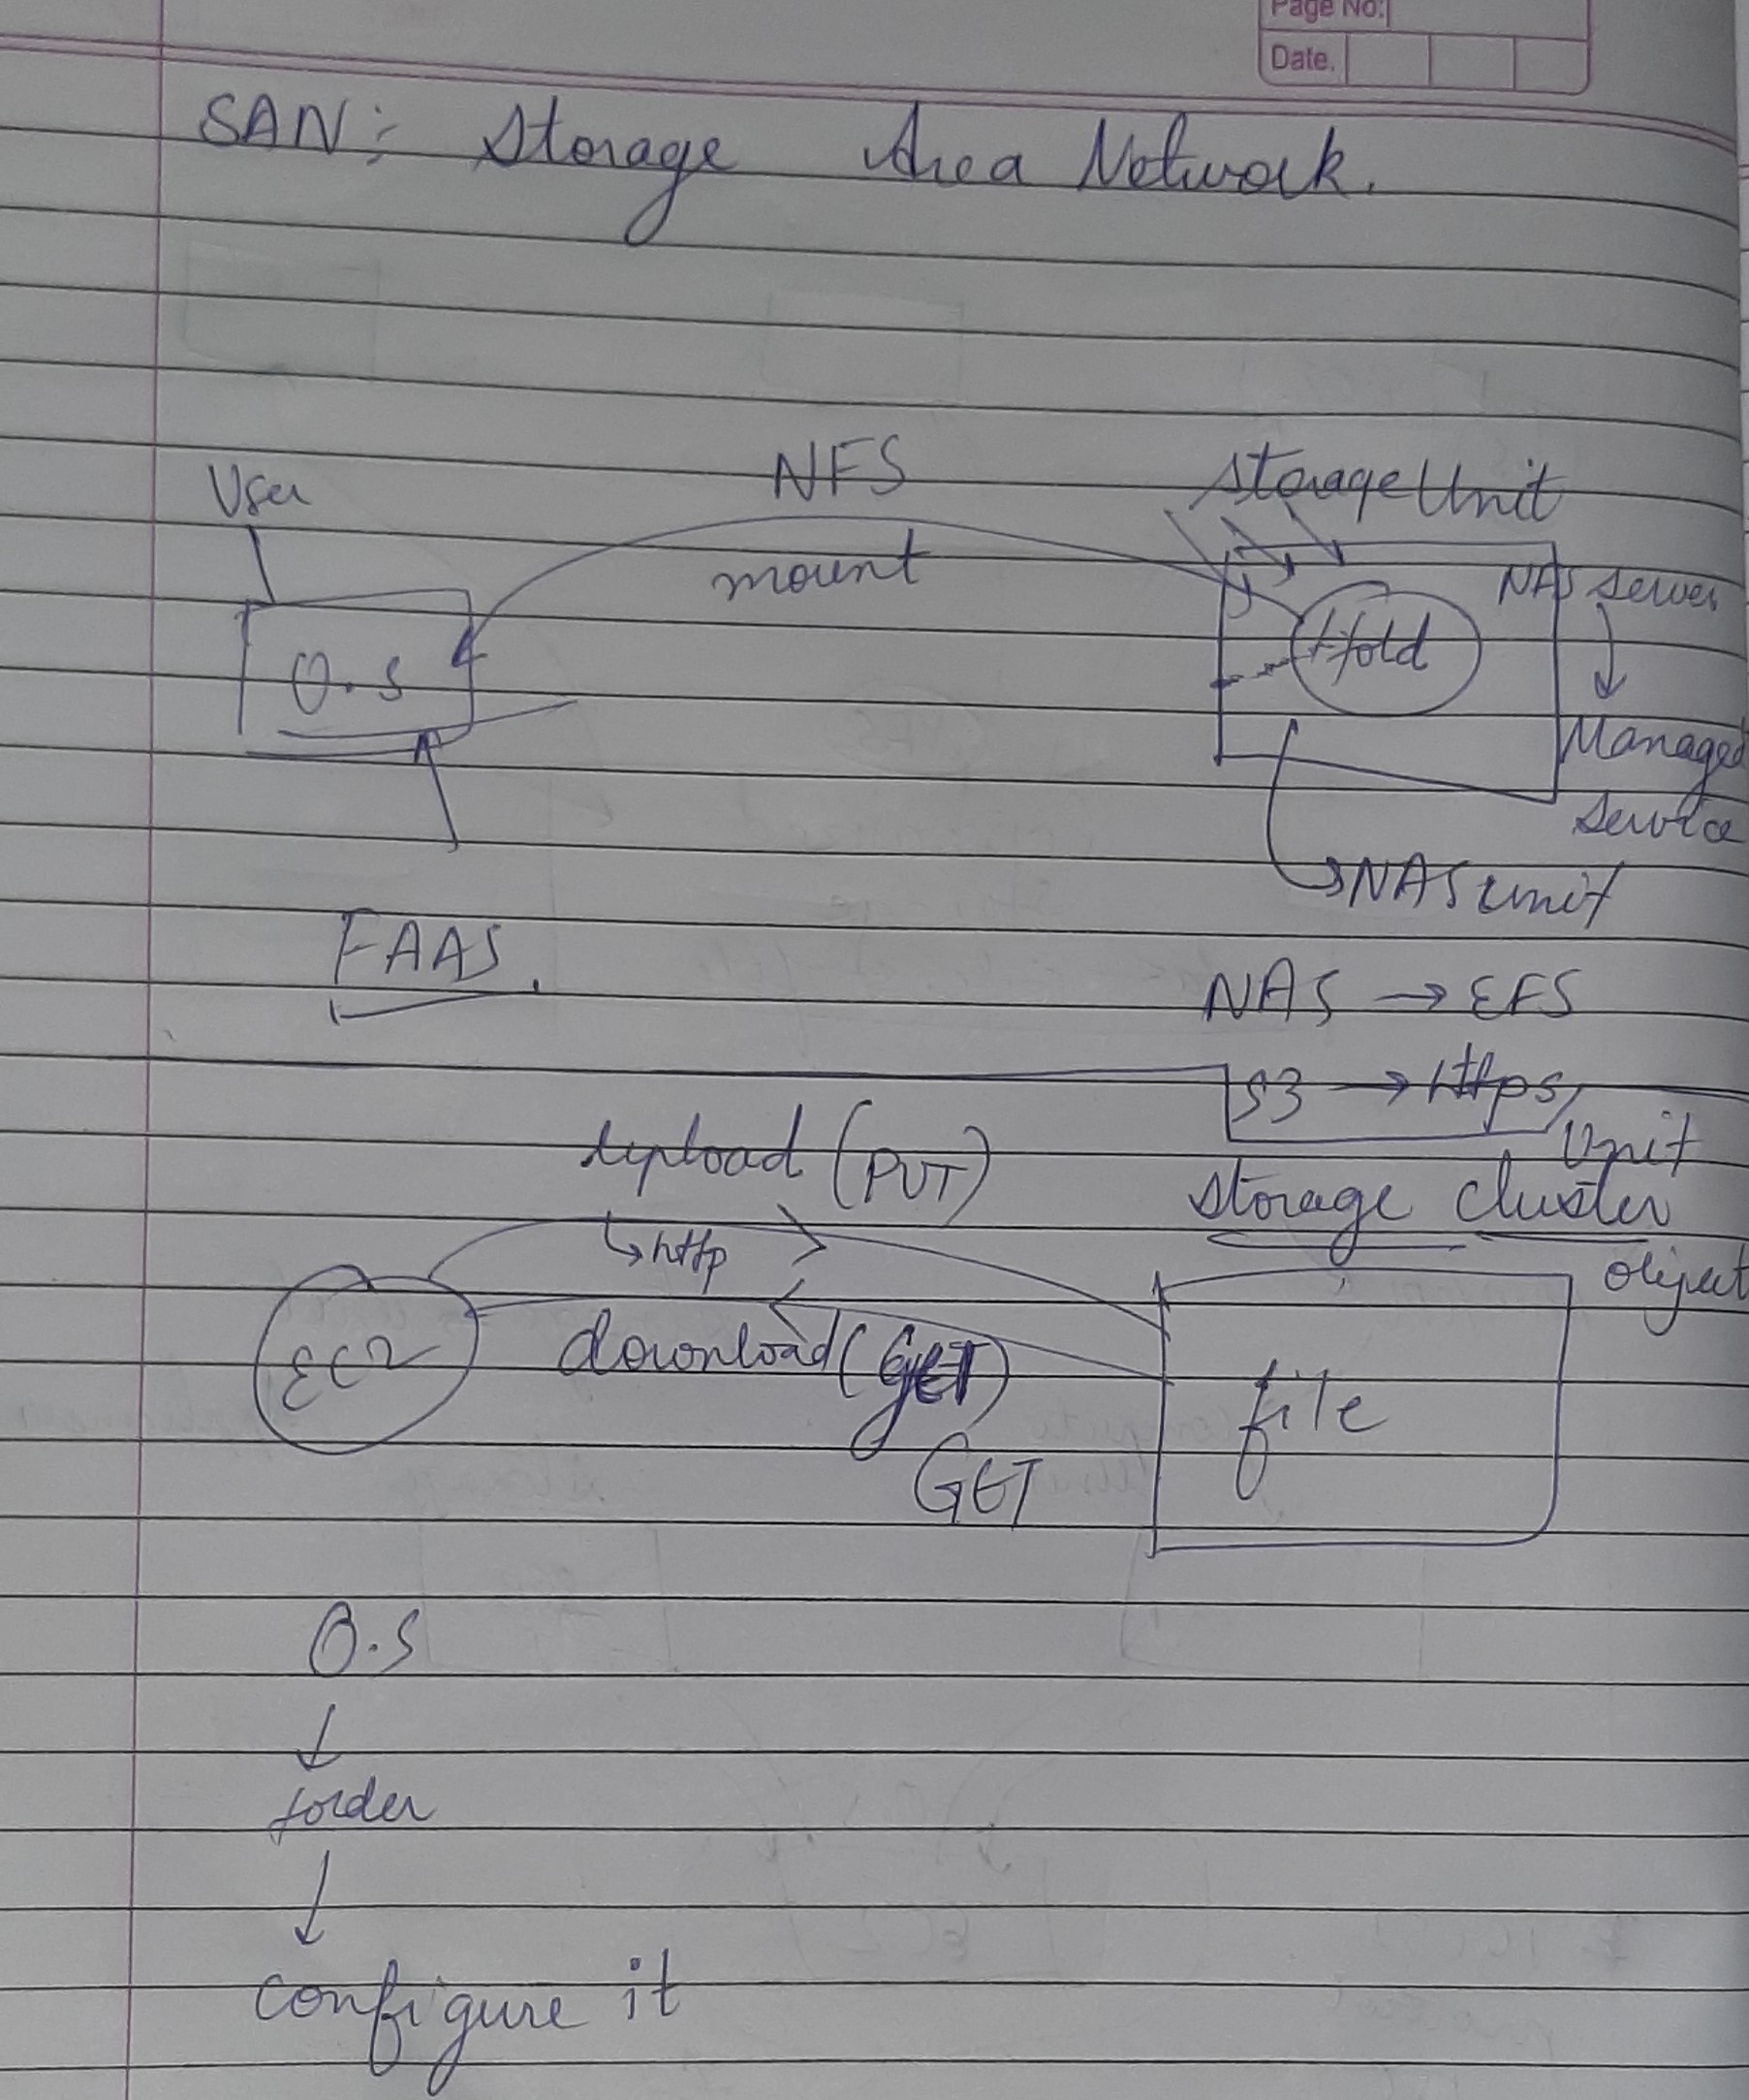 Page No:
Date.
SAN: Storage Area Network.
NFS
User
Storage Unit
mount
NAS Server
O.S
fold
Managed
Service
NAS unit
FAAS.
NAS → EFS
S3 → https
upload (PUT)
Unit
Storage cluster
↳ http
object
EC2
download (GET)
file
GET
O.S
↓
folder
↓
configure it